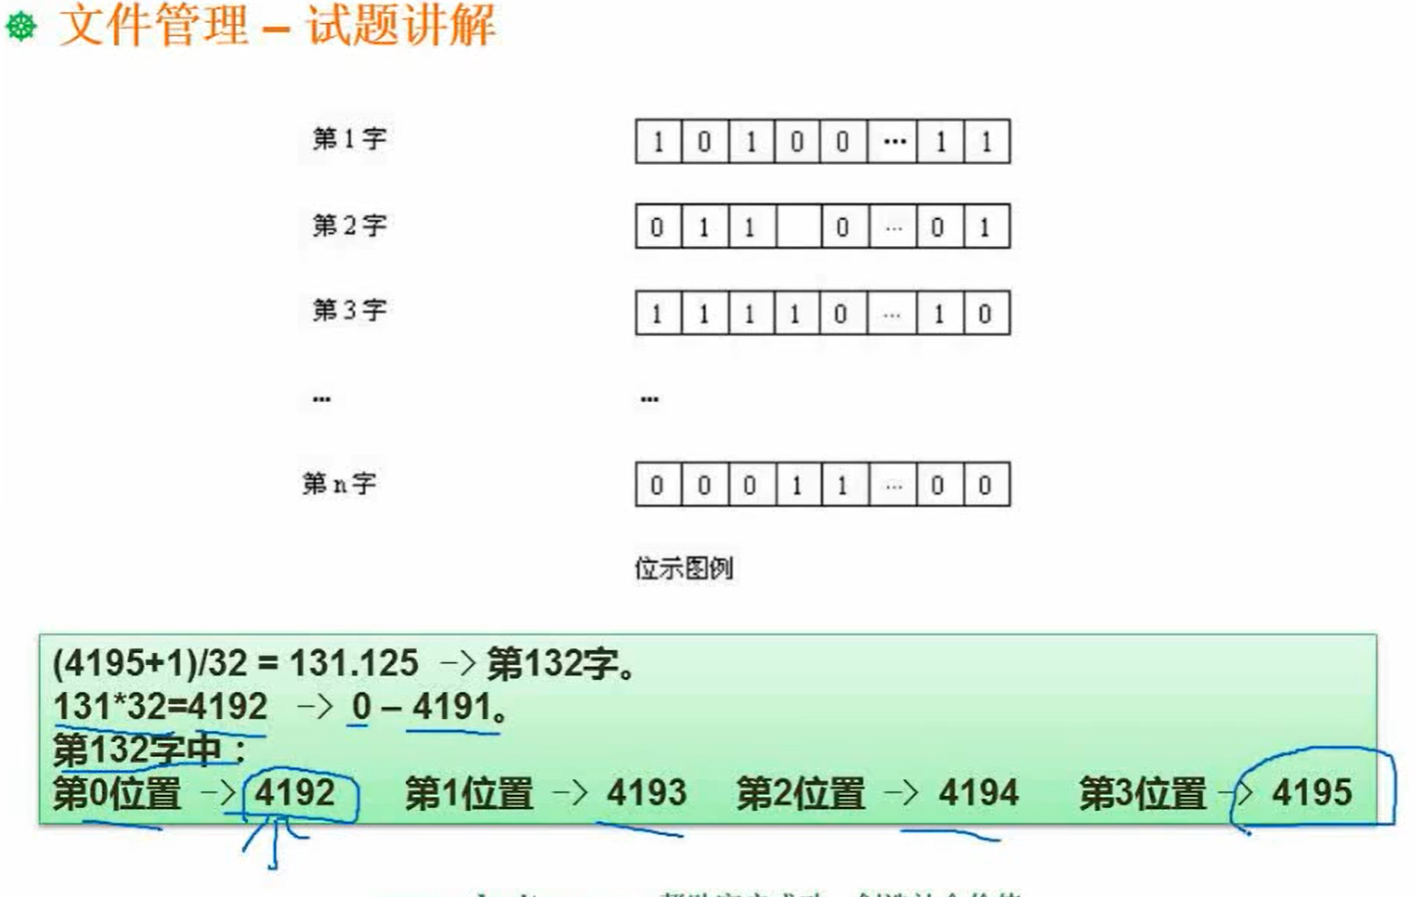 文件管理 – 试题讲解
第1字 1 0 1 0 0 ··· 1 1
第2字 0 1 1 0 ··· 0 1
第3字 1 1 1 1 0 ··· 1 0
... ...
第n字 0 0 0 1 1 ··· 0 0
位示图例
(4195+1)/32 = 131.125 -> 第132字。
131*32=4192 -> 0 – 4191。
第132字中：
第0位置 -> 4192 第1位置 -> 4193 第2位置 -> 4194 第3位置 -> 4195